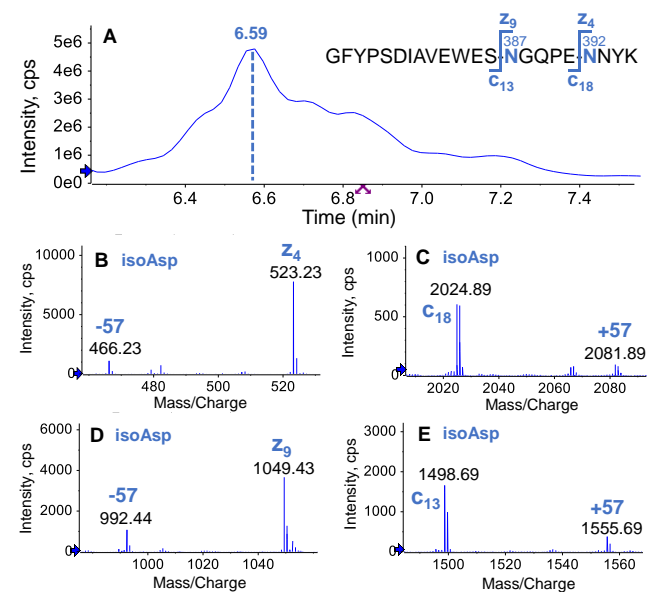 A
6.59
z9 z4
387 392
GFYPSDIAVEWES-NGQPE-NNYK
c13 c18
Intensity, cps
5e6
4e6
3e6
2e6
1e6
0e0
6.4 6.6 6.8 7.0 7.2 7.4
Time (min)
B isoAsp
z4
523.23
-57
466.23
Intensity, cps
10000
5000
0
480 500 520
Mass/Charge
C isoAsp
2024.89
c18
+57
2081.89
Intensity, cps
1000
500
0
2020 2040 2060 2080
Mass/Charge
D isoAsp
z9
1049.43
-57
992.44
Intensity, cps
6000
4000
2000
0
1000 1020 1040
Mass/Charge
E isoAsp
1498.69
c13
+57
1555.69
Intensity, cps
3000
2000
1000
0
1500 1520 1540 1560
Mass/Charge